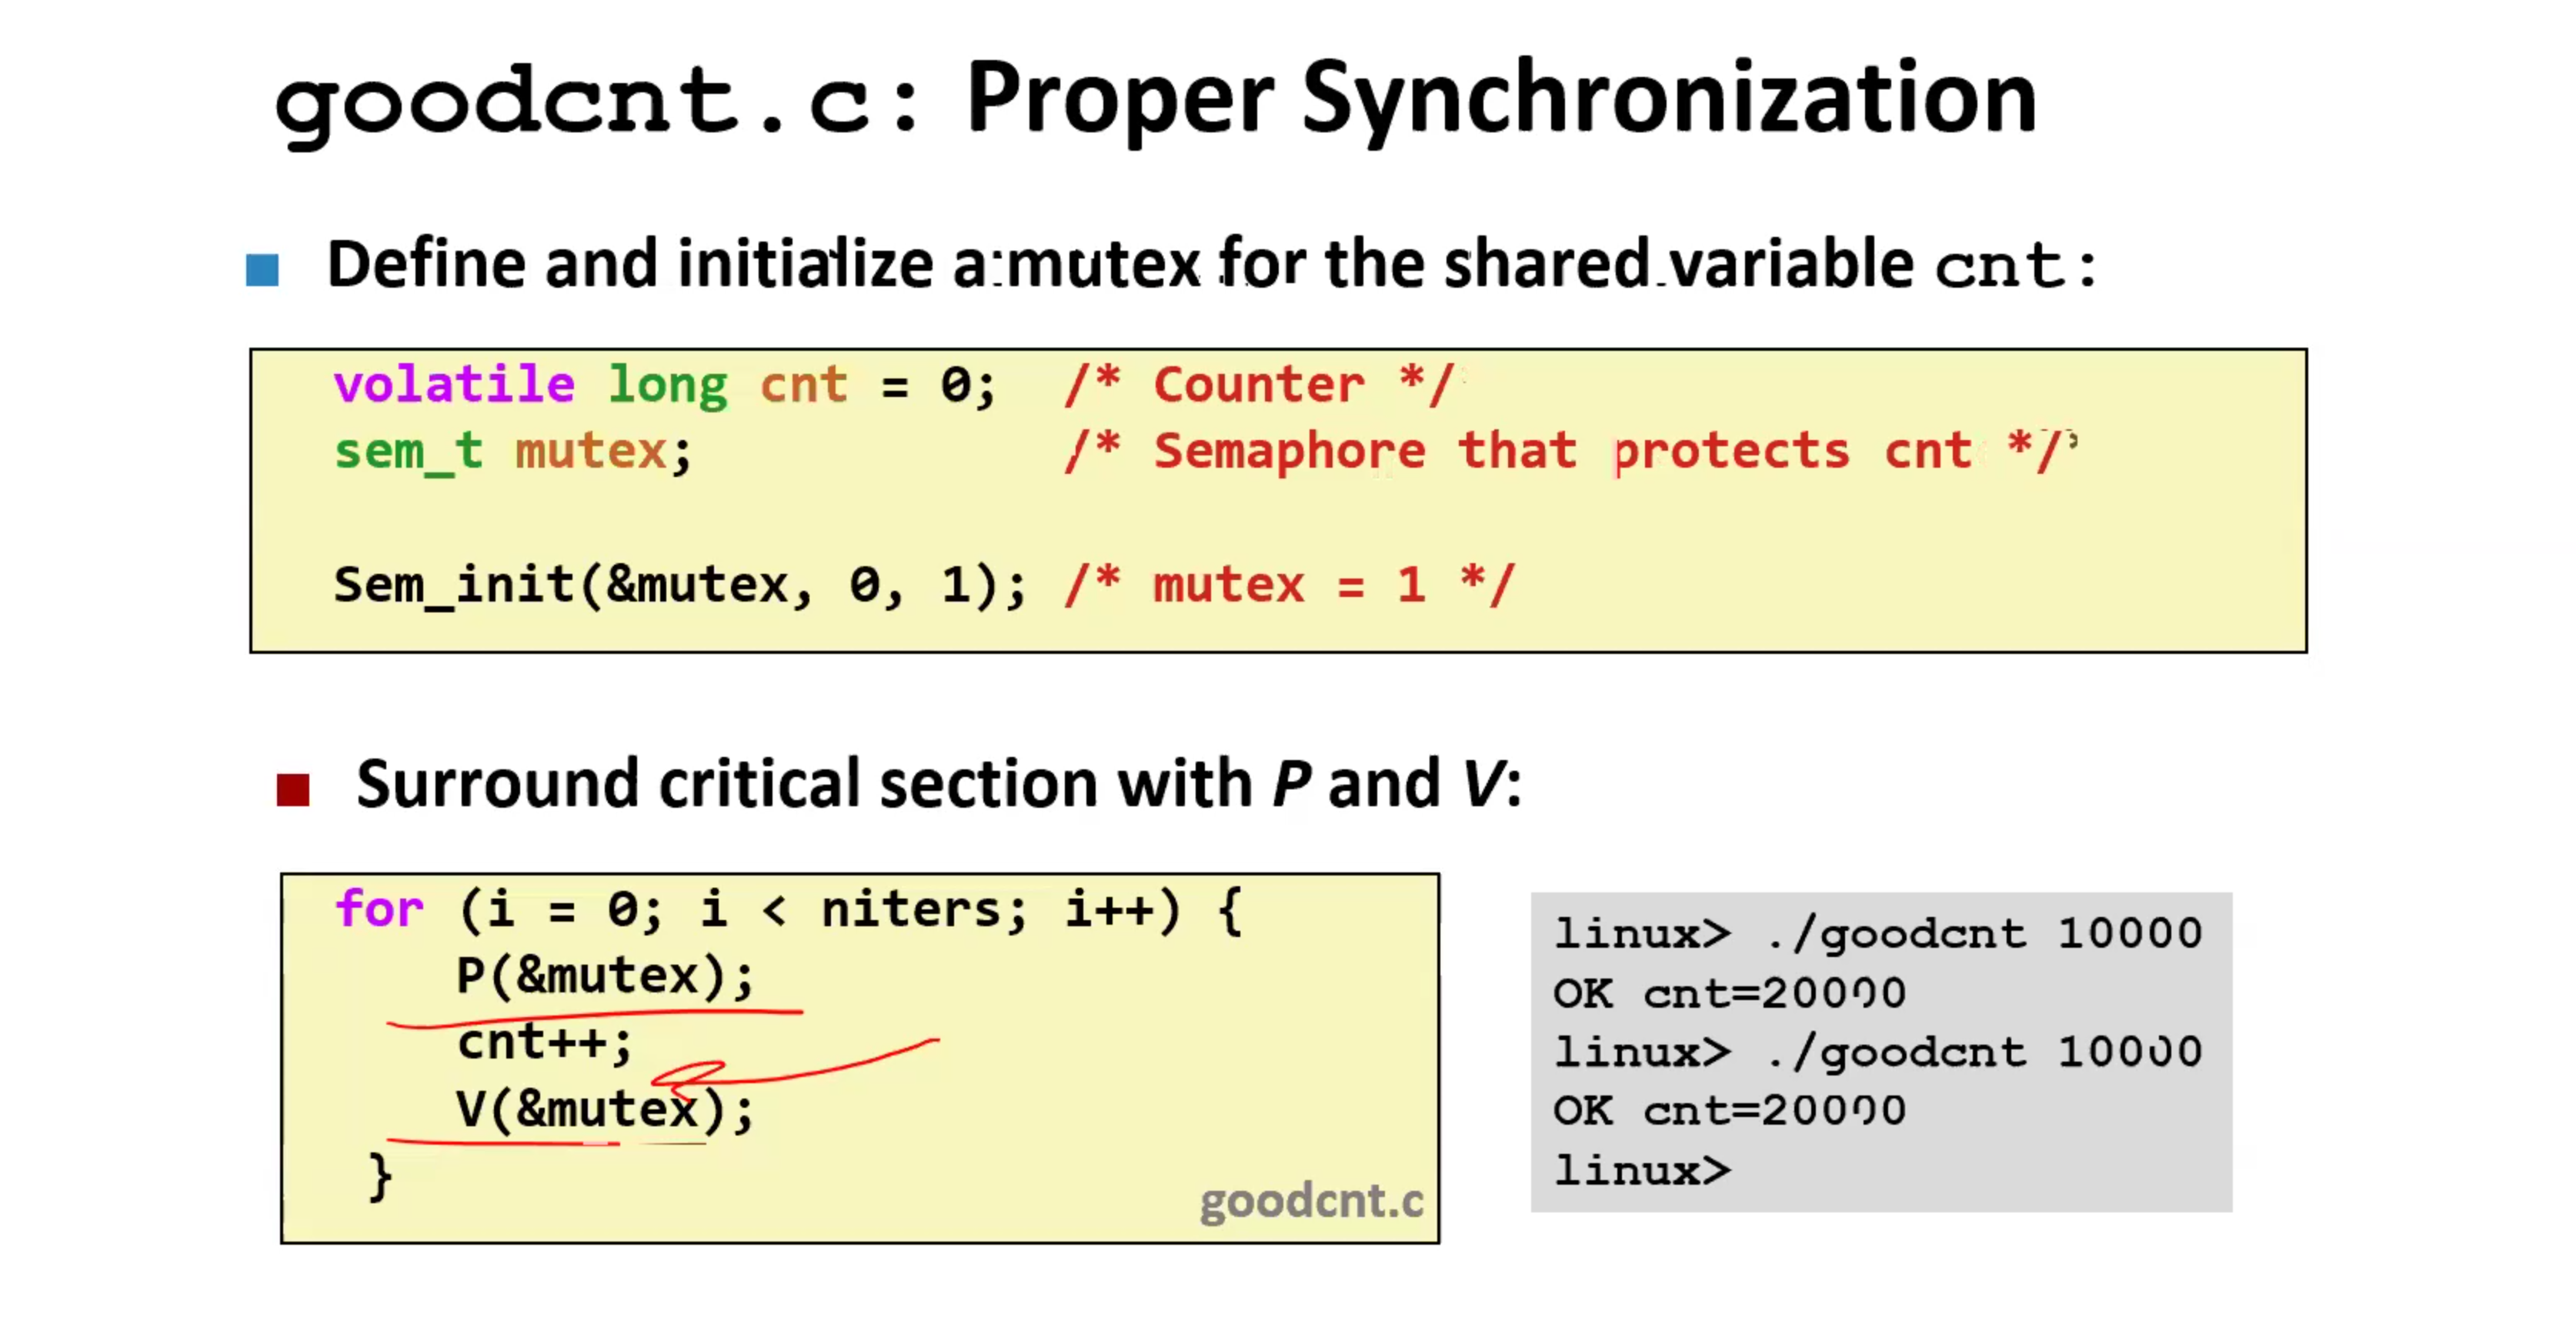 goodcnt.c: Proper Synchronization
Define and initialize a mutex for the shared variable cnt:
volatile long cnt = 0;  /* Counter */
sem_t mutex;            /* Semaphore that protects cnt */
Sem_init(&mutex, 0, 1); /* mutex = 1 */
Surround critical section with P and V:
for (i = 0; i < niters; i++) {
P(&mutex);
cnt++;
V(&mutex);
}
goodcnt.c
linux> ./goodcnt 10000
OK cnt=20000
linux> ./goodcnt 10000
OK cnt=20000
linux>